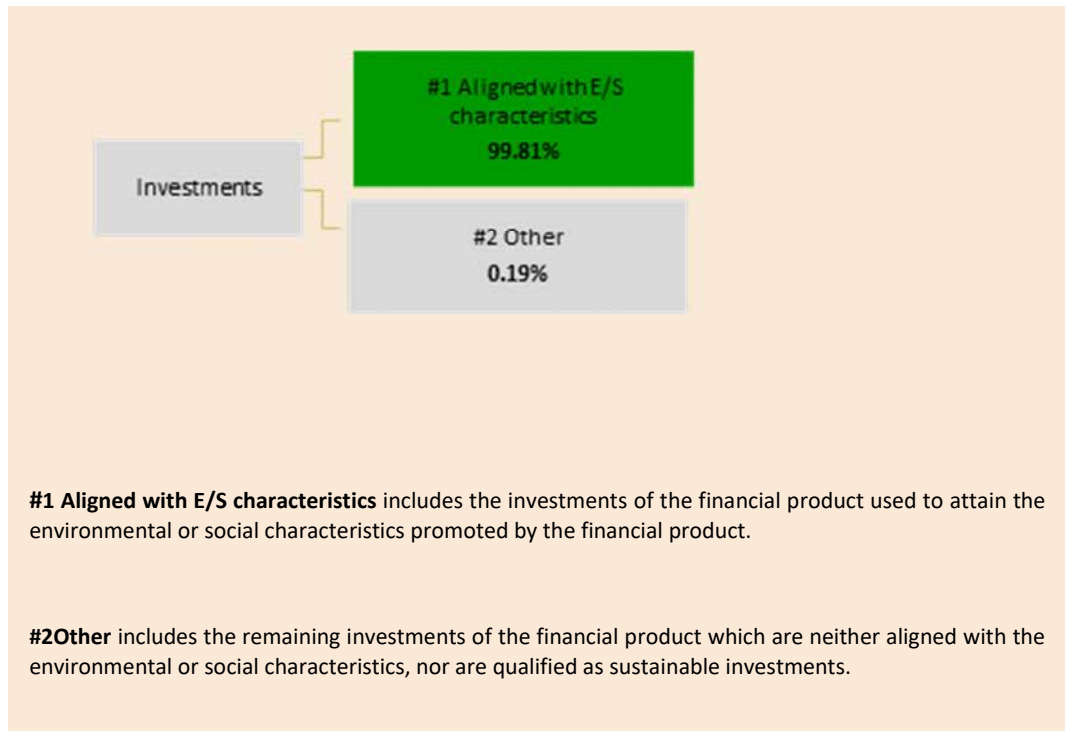 #1 Aligned with E/S
characteristics
99.81%
Investments
#2 Other
0.19%
#1 Aligned with E/S characteristics includes the investments of the financial product used to attain the
environmental or social characteristics promoted by the financial product.
#2Other includes the remaining investments of the financial product which are neither aligned with the
environmental or social characteristics, nor are qualified as sustainable investments.